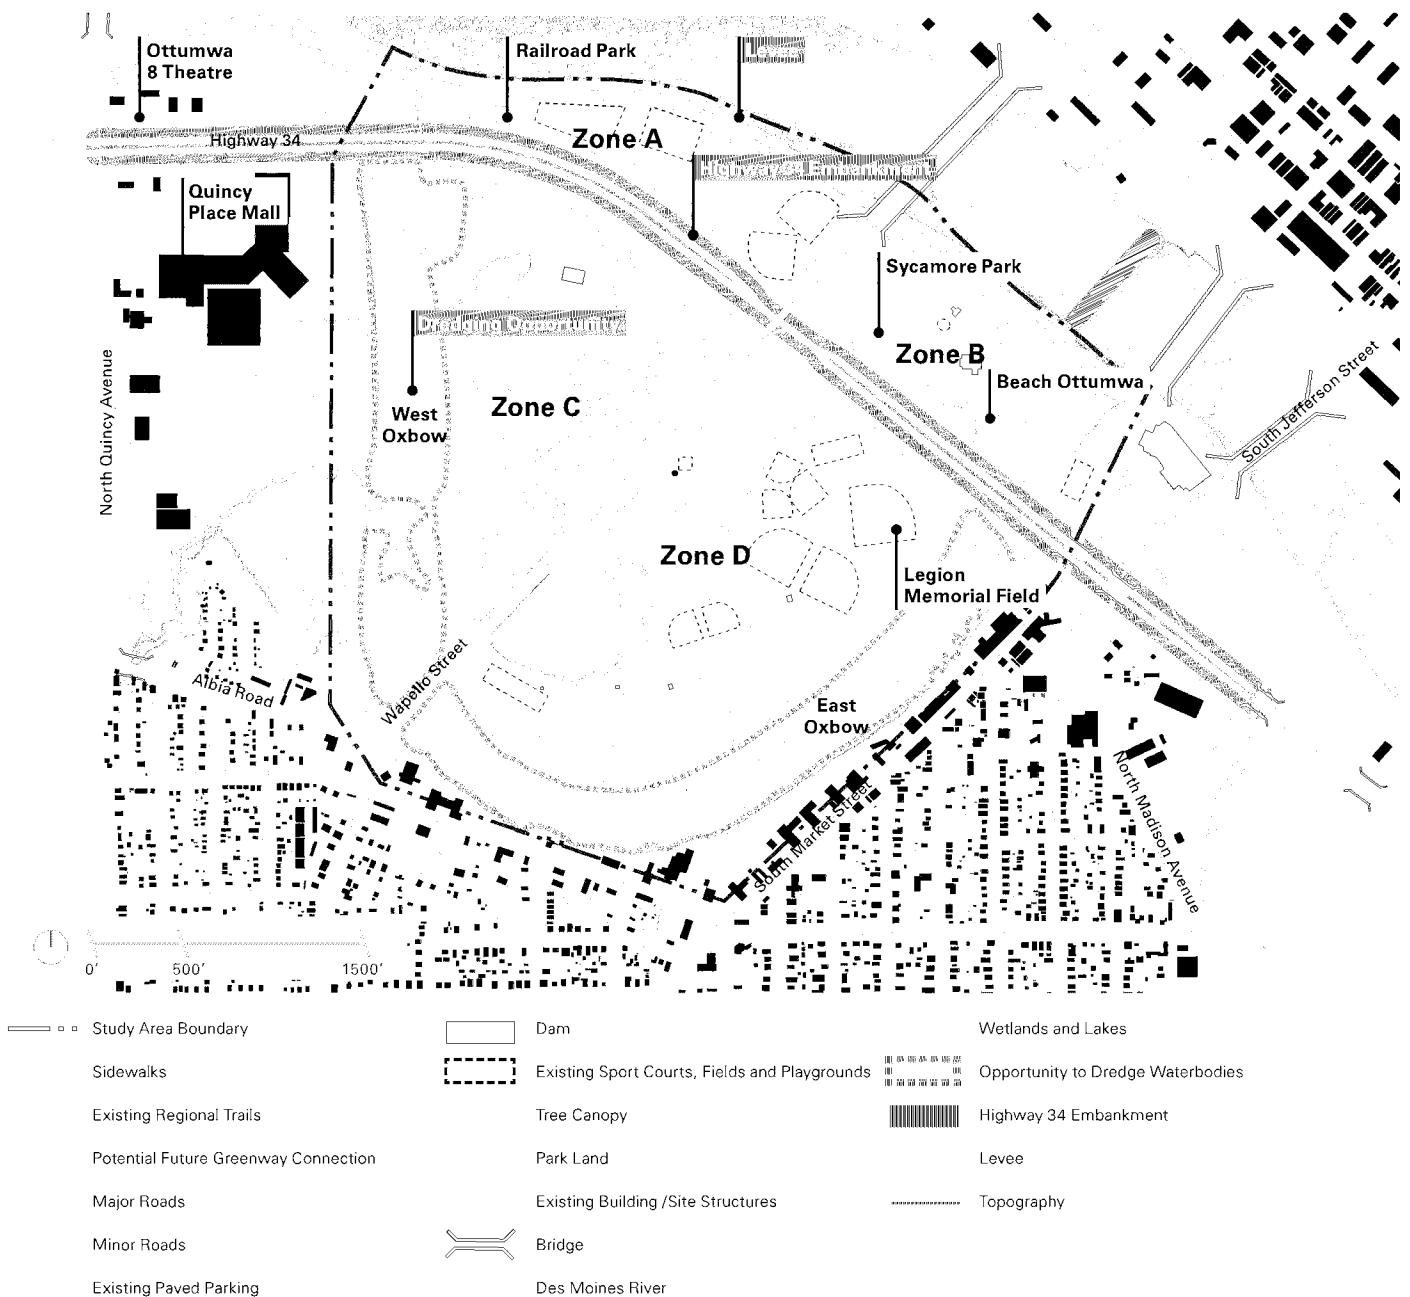 Ottumwa
8 Theatre
Railroad Park
Levee
Highway 34
Zone A
Highway 34 Embankment
Quincy
Place Mall
Sycamore Park
Dredging Opportunity
Zone B
Beach Ottumwa
North Quincy Avenue
West
Oxbow
Zone C
South Jefferson Street
Zone D
Legion
Memorial Field
Albia Road
Wapello Street
East
Oxbow
South Market Street
North Madison Avenue
0'
500'
1500'
Study Area Boundary
Sidewalks
Existing Regional Trails
Potential Future Greenway Connection
Major Roads
Minor Roads
Existing Paved Parking
Dam
Existing Sport Courts, Fields and Playgrounds
Tree Canopy
Park Land
Existing Building /Site Structures
Bridge
Des Moines River
Wetlands and Lakes
Opportunity to Dredge Waterbodies
Highway 34 Embankment
Levee
Topography